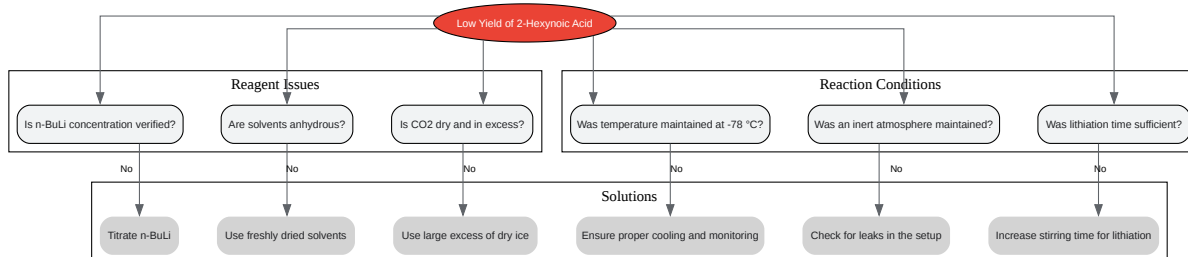 Low Yield of 2-Hexynoic Acid
Reagent Issues
Reaction Conditions
Is n-BuLi concentration verified?
Are solvents anhydrous?
Is CO2 dry and in excess?
Was temperature maintained at -78 °C?
Was an inert atmosphere maintained?
Was lithiation time sufficient?
No
No
No
No
No
No
Solutions
Titrate n-BuLi
Use freshly dried solvents
Use large excess of dry ice
Ensure proper cooling and monitoring
Check for leaks in the setup
Increase stirring time for lithiation